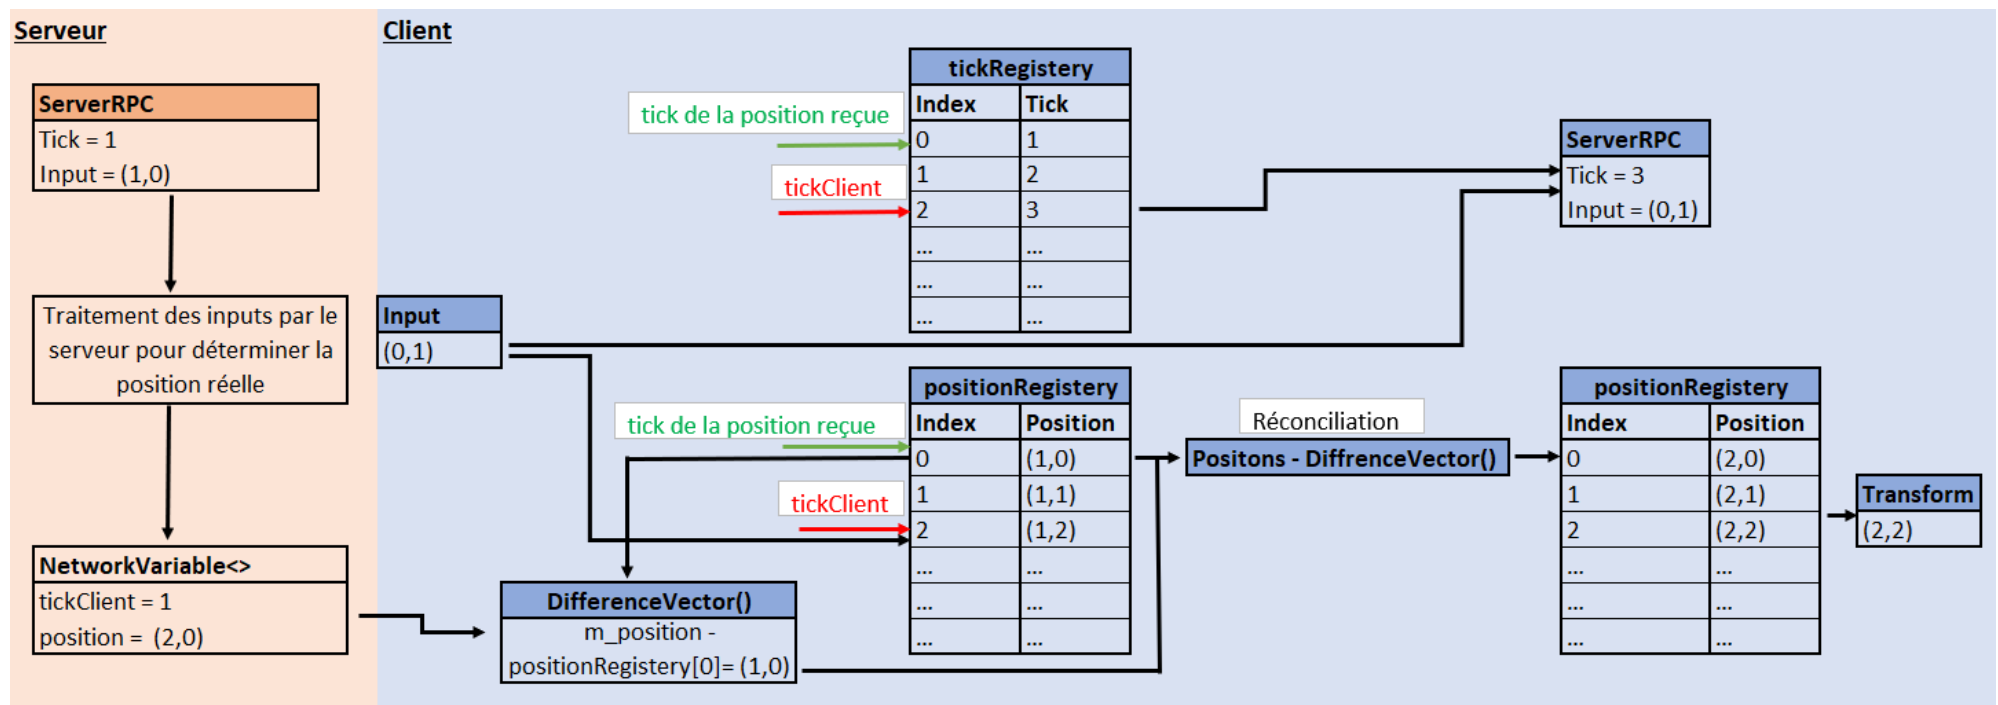 Serveur
ServerRPC
Tick = 1
Input = (1,0)
Traitement des inputs par le
serveur pour déterminer la
position réelle
NetworkVariable<>
tickClient = 1
position = (2,0)
Client
tickRegistery
Index Tick
tick de la position reçue
0 1
1 2
tickClient
2 3
... ...
... ...
... ...
ServerRPC
Tick = 3
Input = (0,1)
Input
(0,1)
positionRegistery
Index Position
tick de la position reçue
0 (1,0)
1 (1,1)
tickClient
2 (1,2)
... ...
... ...
... ...
DifferenceVector()
m_position -
positionRegistery[0]= (1,0)
Réconciliation
Positons - DiffrenceVector()
positionRegistery
Index Position
0 (2,0)
1 (2,1)
2 (2,2)
... ...
... ...
... ...
Transform
(2,2)